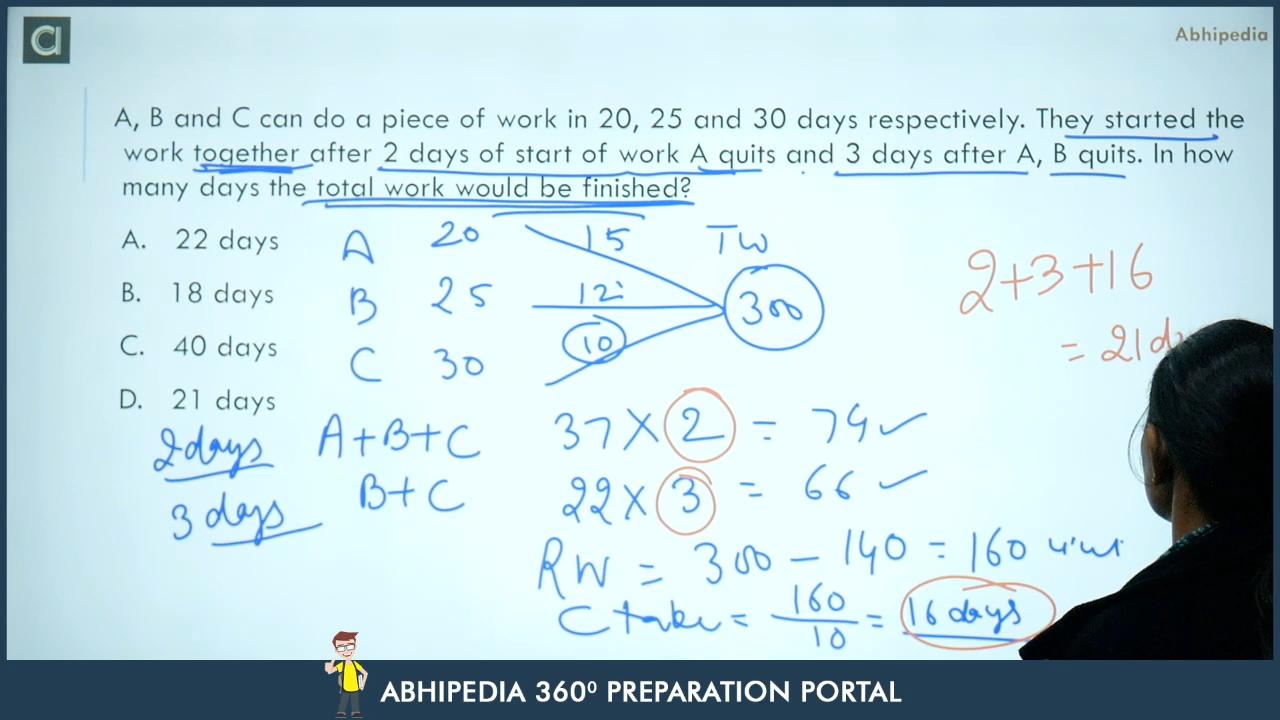 Abhipedia
A, B and C can do a piece of work in 20, 25 and 30 days respectively. They started the
work together after 2 days of start of work A quits and 3 days after A, B quits. In how
many days the total work would be finished?
A. 22 days
B. 18 days
C. 40 days
D. 21 days
A 20 15 TW
B 25 12 300
C 30 10
2+3+16
= 21d
2days A+B+C 37 X 2 = 74 ✓
3 days B+C 22 X 3 = 66 ✓
RW = 300 - 140 = 160
C = 160/10 = 16 days
ABHIPEDIA 360⁰ PREPARATION PORTAL